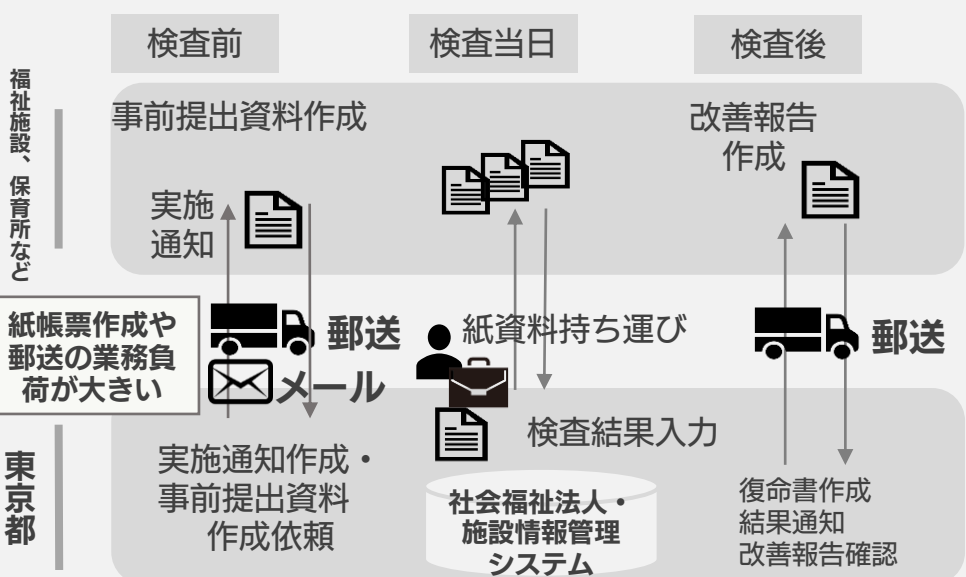 検査前
検査当日
検査後
福祉施設、保育所など
事前提出資料作成
実施
通知
改善報告
作成
紙帳票作成や
郵送の業務負
荷が大きい
郵送
メール
紙資料持ち運び
郵送
東京都
実施通知作成・
事前提出資料
作成依頼
検査結果入力
社会福祉法人・
施設情報管理
システム
復命書作成
結果通知
改善報告確認